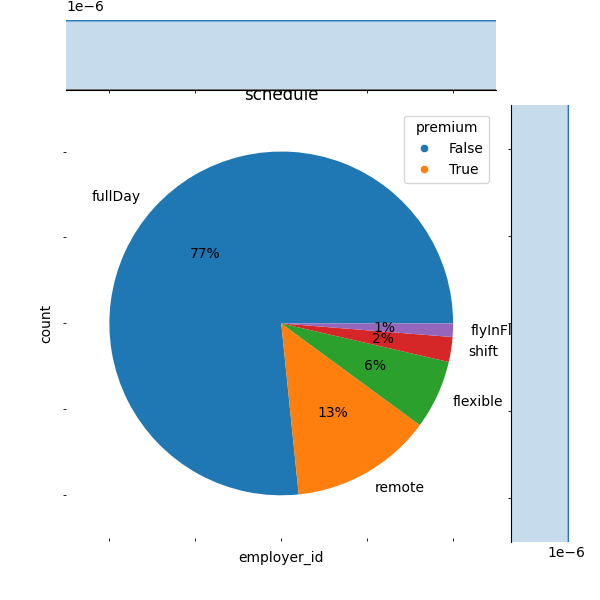 1e−6
schedule
premium
False
True
fullDay
77%
count
1%
flyInFl
2%
shift
6%
flexible
13%
remote
employer_id
1e−6